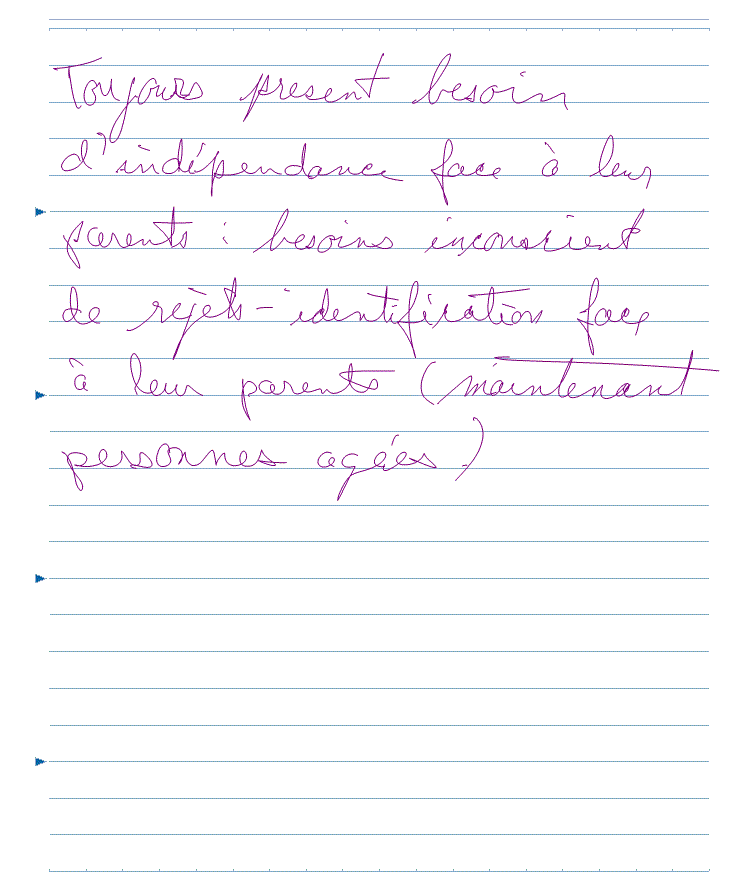 Toujours present besoin
d'indépendance face à leur
parents : besoins inconscient
de rejets - identification face
à leur parents (maintenant
personnes agées.)